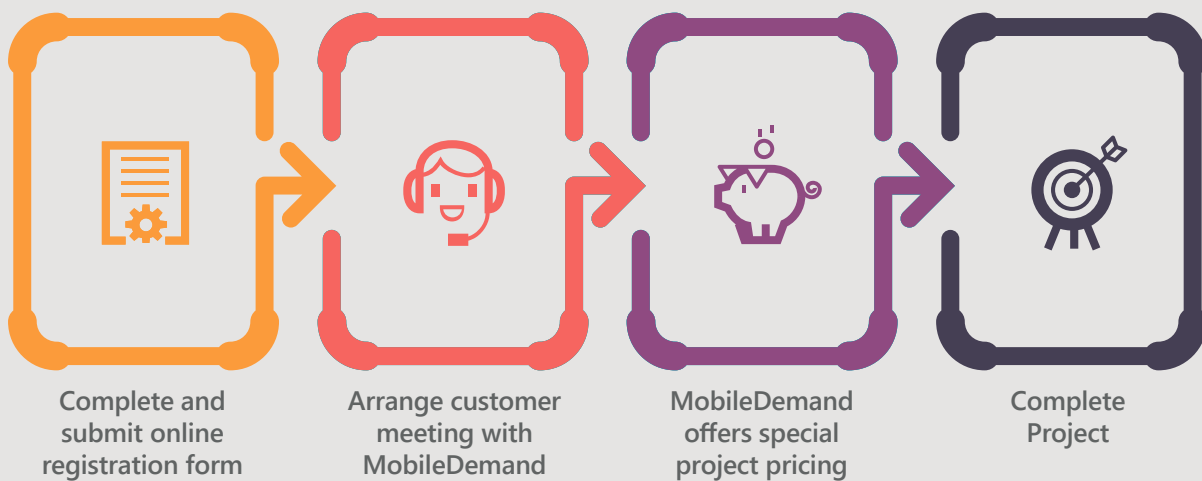 Complete and
submit online
registration form
Arrange customer
meeting with
MobileDemand
MobileDemand
offers special
project pricing
Complete
Project